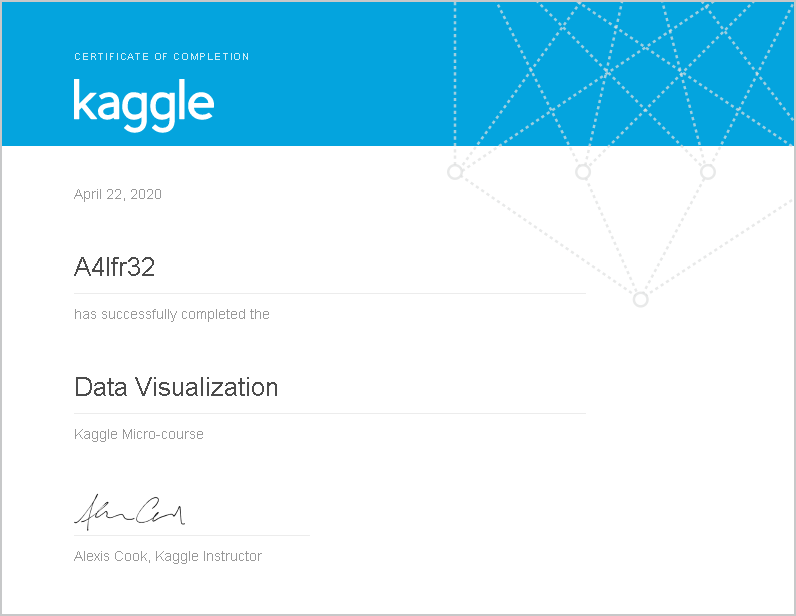 CERTIFICATE OF COMPLETION
kaggle
April 22, 2020
A4lfr32
has successfully completed the
Data Visualization
Kaggle Micro-course
Alexis Cook, Kaggle Instructor